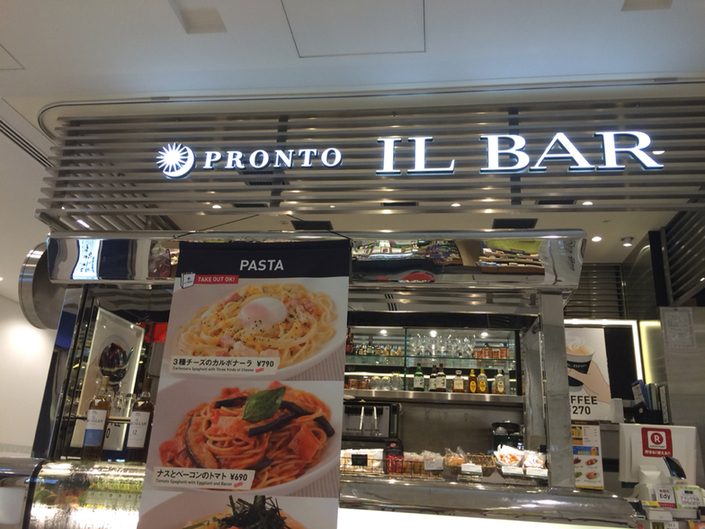 PRONTO IL BAR
PASTA
TAKE OUT OK!
3種チーズのカルボナーラ ¥790
Carbonara Spaghetti with Three Kinds of Cheese
ナスとベーコンのトマト ¥690
Tomato Spaghetti with Eggplant and Bacon
COFFEE
¥270
R
Edy